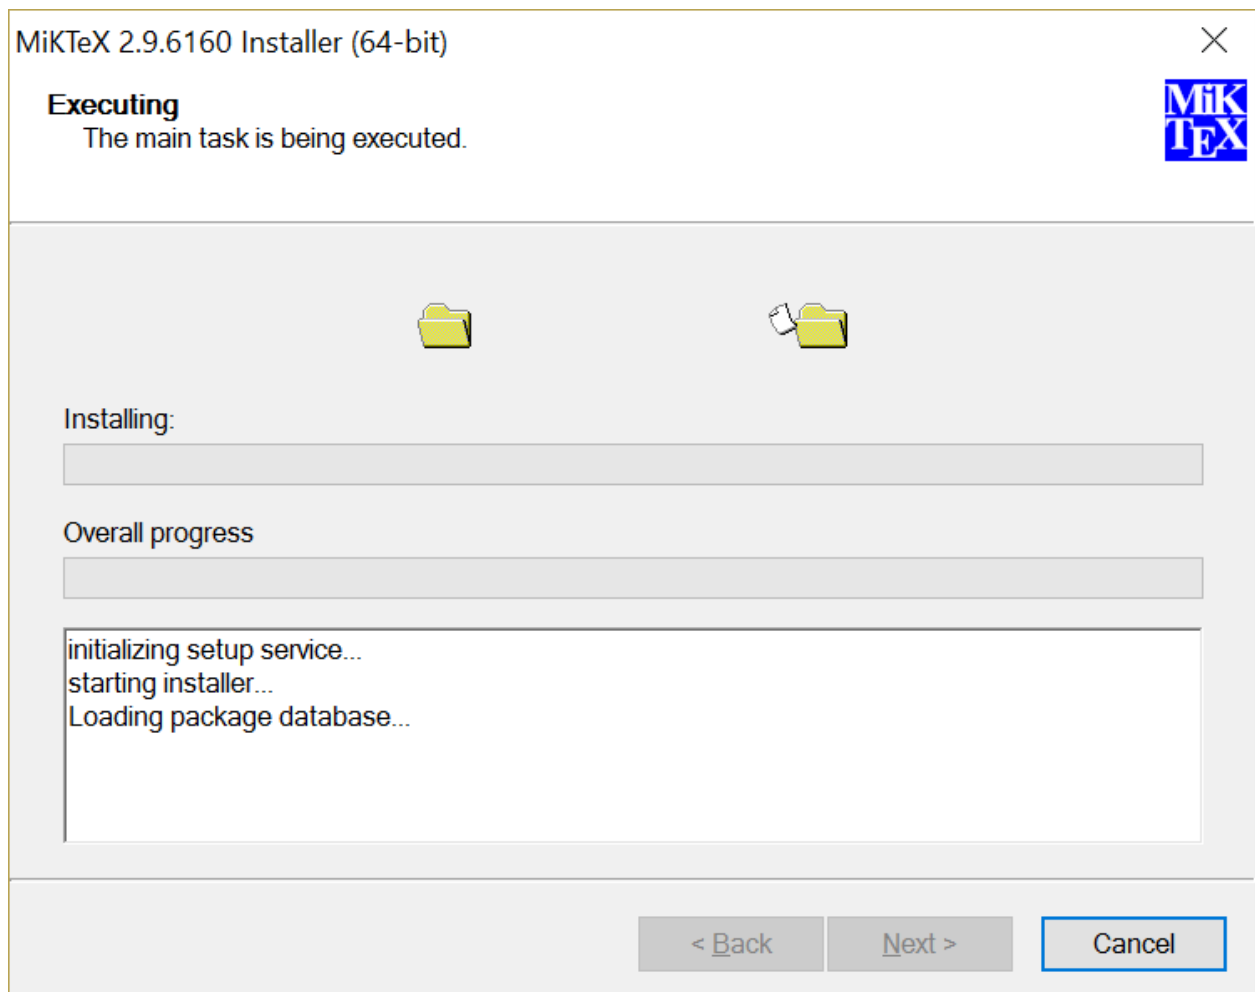 MiKTeX 2.9.6160 Installer (64-bit)
Executing
The main task is being executed.
MiK
TEX
Installing:
Overall progress
initializing setup service...
starting installer...
Loading package database...
< Back
Next >
Cancel